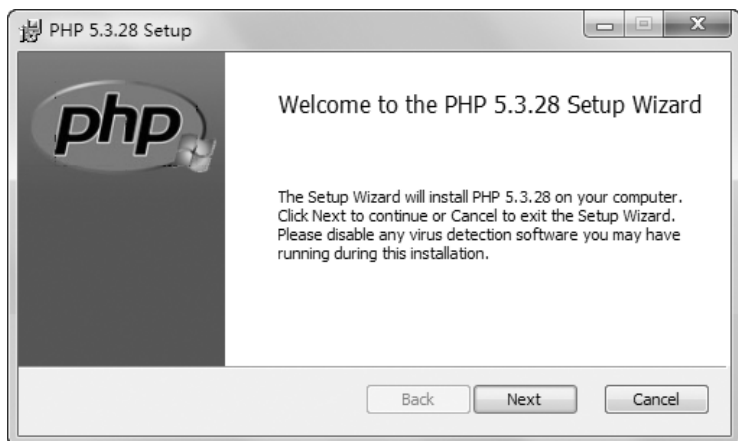 PHP 5.3.28 Setup
php
Welcome to the PHP 5.3.28 Setup Wizard
The Setup Wizard will install PHP 5.3.28 on your computer.
Click Next to continue or Cancel to exit the Setup Wizard.
Please disable any virus detection software you may have
running during this installation.
Back
Next
Cancel